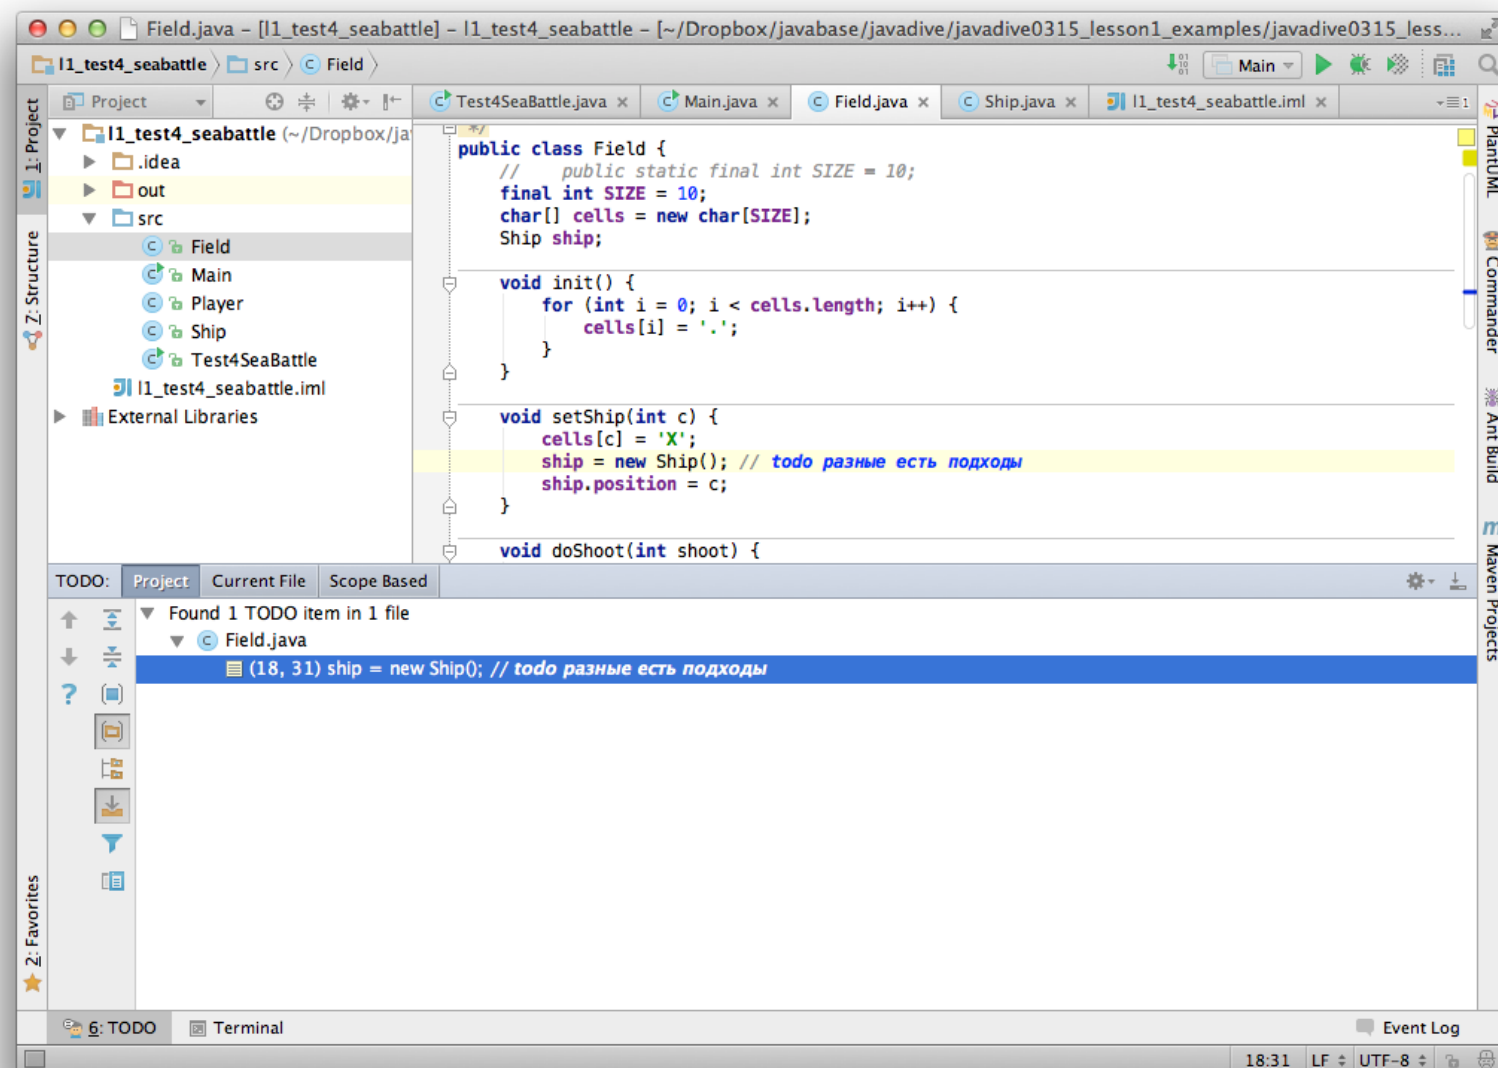 Field.java – [l1_test4_seabattle] – l1_test4_seabattle – [~/Dropbox/javabase/javadive/javadive0315_lesson1_examples/javadive0315_less...
l1_test4_seabattle src Field Main
1: Project
Z: Structure
2: Favorites
Project
Test4SeaBattle.java Main.java Field.java Ship.java l1_test4_seabattle.iml 1
l1_test4_seabattle (~/Dropbox/ja
.idea
out
src
Field
Main
Player
Ship
Test4SeaBattle
l1_test4_seabattle.iml
External Libraries
*/
public class Field {
//    public static final int SIZE = 10;
final int SIZE = 10;
char[] cells = new char[SIZE];
Ship ship;
void init() {
for (int i = 0; i < cells.length; i++) {
cells[i] = '.';
}
}
void setShip(int c) {
cells[c] = 'X';
ship = new Ship(); // todo разные есть подходы
ship.position = c;
}
void doShoot(int shoot) {
PlantUML
Commander
Ant Build
Maven Projects
TODO: Project Current File Scope Based
Found 1 TODO item in 1 file
Field.java
(18, 31) ship = new Ship(); // todo разные есть подходы
6: TODO Terminal Event Log
18:31 LF UTF-8